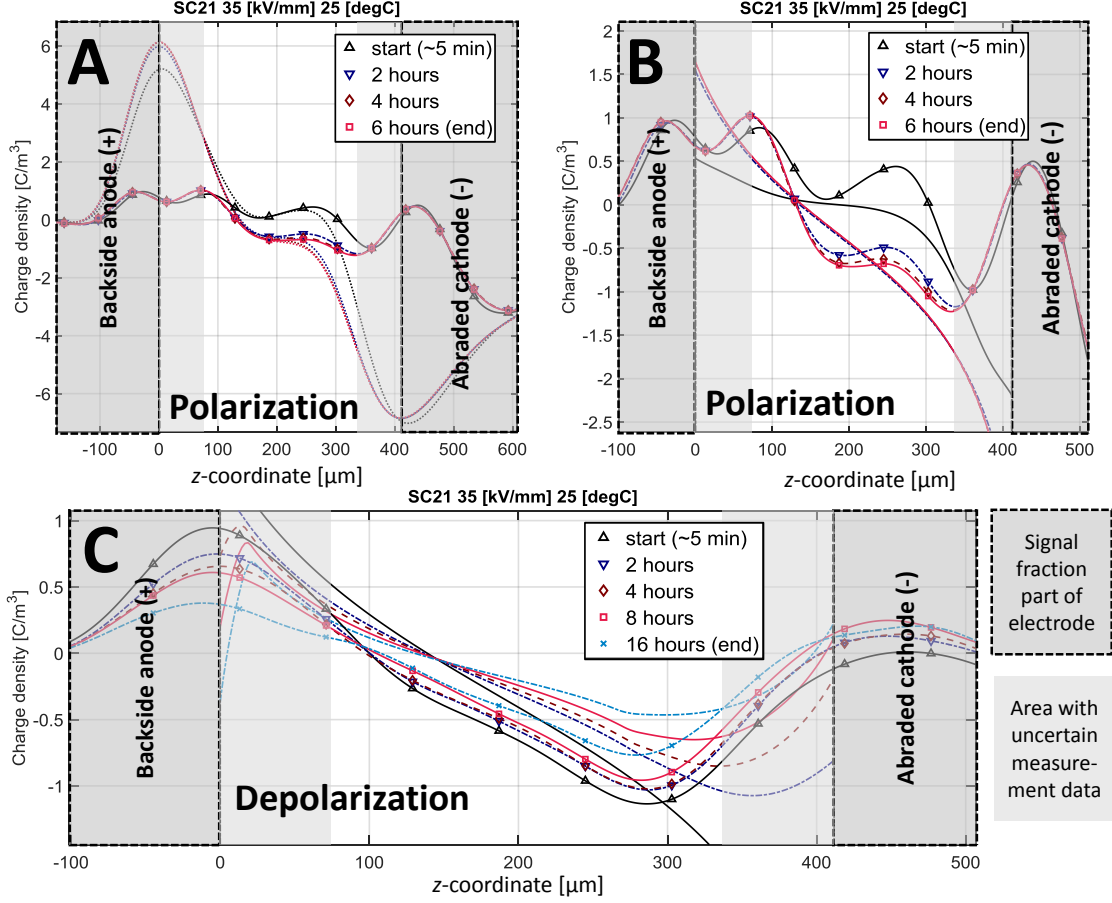 SC21 35 [kV/mm] 25 [degC]
A
start (~5 min)
2 hours
4 hours
6 hours (end)
6
4
2
0
-2
-4
-6
Charge density [C/m³]
Backside anode (+)
Abraded cathode (-)
Polarization
-100
0
100
200
300
400
500
600
z-coordinate [µm]
SC21 35 [kV/mm] 25 [degC]
B
start (~5 min)
2 hours
4 hours
6 hours (end)
2
1.5
1
0.5
0
-0.5
-1
-1.5
-2
-2.5
Charge density [C/m³]
Backside anode (+)
Abraded cathode (-)
Polarization
-100
0
100
200
300
400
500
z-coordinate [µm]
SC21 35 [kV/mm] 25 [degC]
C
start (~5 min)
2 hours
4 hours
8 hours
16 hours (end)
1
0.5
0
-0.5
-1
Charge density [C/m³]
Backside anode (+)
Abraded cathode (-)
Depolarization
-100
0
100
200
300
400
500
z-coordinate [µm]
Signal
fraction
part of
electrode
Area with
uncertain
measure-
ment data